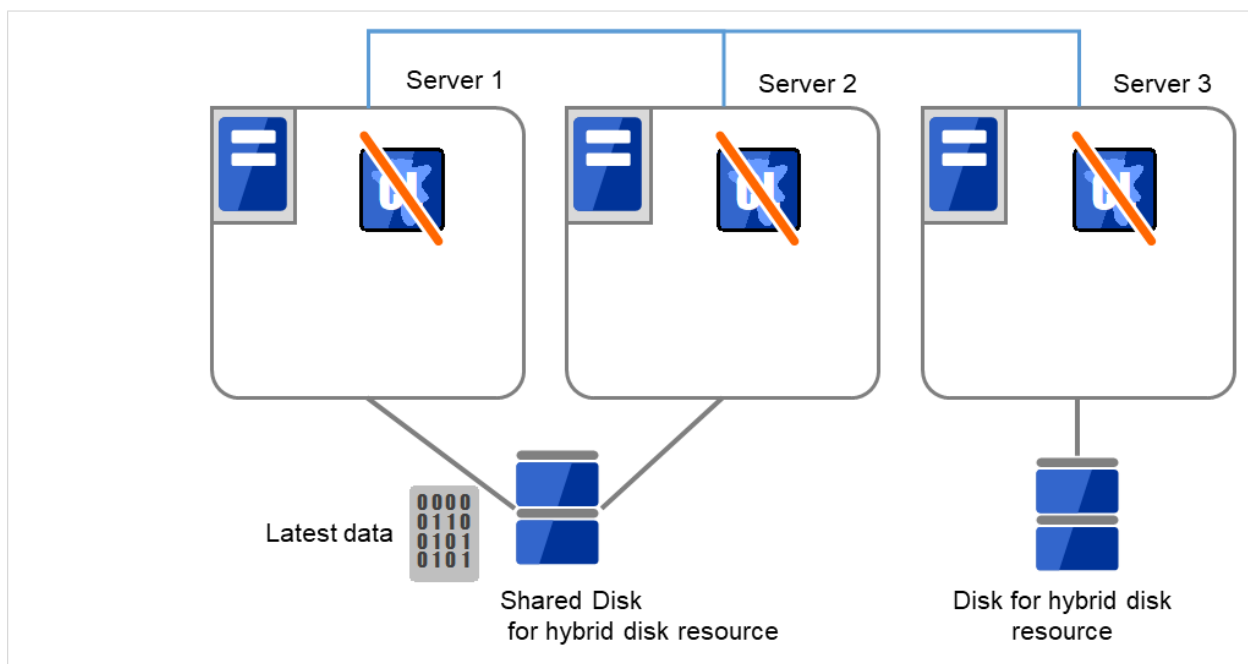 Server 1
Server 2
Server 3
Latest data
0000
0110
0101
0101
Shared Disk
for hybrid disk resource
Disk for hybrid disk
resource